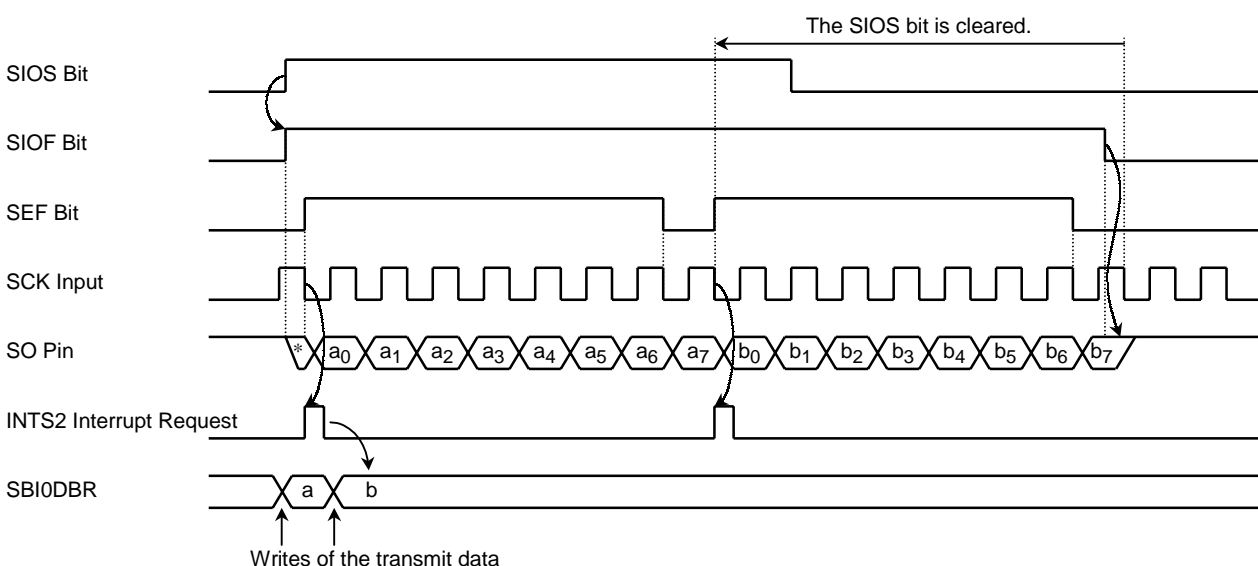 The SIOS bit is cleared.
SIOS Bit
SIOF Bit
SEF Bit
SCK Input
SO Pin
* a0 a1 a2 a3 a4 a5 a6 a7 b0 b1 b2 b3 b4 b5 b6 b7
INTS2 Interrupt Request
SBI0DBR
a b
Writes of the transmit data